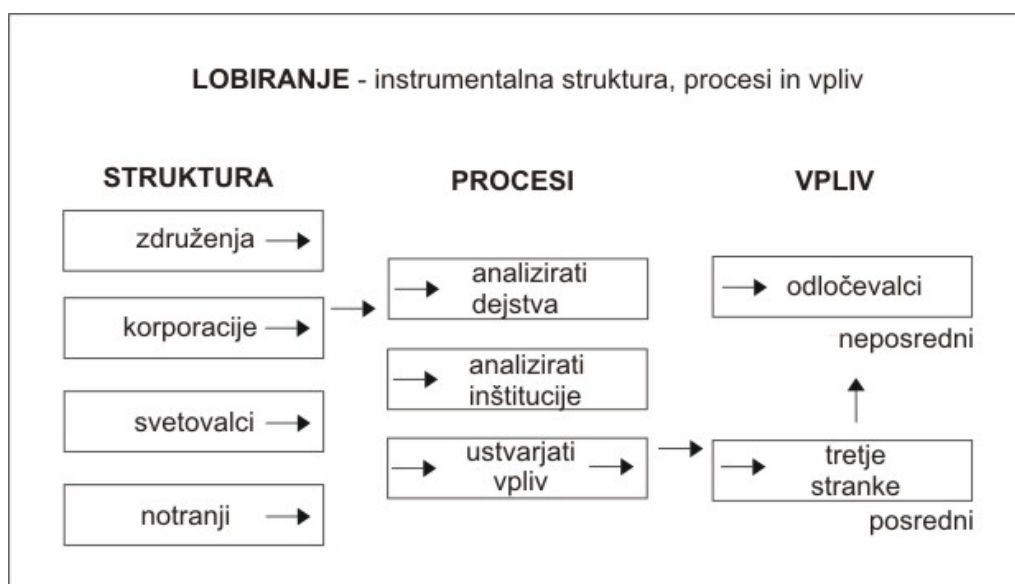 LOBIRANJE - instrumentalna struktura, procesi in vpliv
STRUKTURA
združenja
korporacije
svetovalci
notranji
PROCESI
analizirati
dejstva
analizirati
inštitucije
ustvarjati
vpliv
VPLIV
odločevalci
neposredni
tretje
stranke
posredni